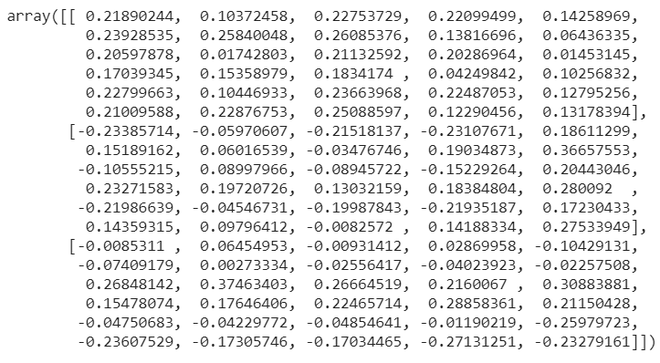 array([[ 0.21890244,  0.10372458,  0.22753729,  0.22099499,  0.14258969,
         0.23928535,  0.25840048,  0.26085376,  0.13816696,  0.06436335,
         0.20597878,  0.01742803,  0.21132592,  0.20286964,  0.01453145,
         0.17039345,  0.15358979,  0.1834174 ,  0.04249842,  0.10256832,
         0.22799663,  0.10446933,  0.23663968,  0.22487053,  0.12795256,
         0.21009588,  0.22876753,  0.25088597,  0.12290456,  0.13178394],
       [-0.23385714, -0.05970607, -0.21518137, -0.23107671,  0.18611299,
         0.15189162,  0.06016539, -0.03476746,  0.19034873,  0.36657553,
        -0.10555215,  0.08997966, -0.08945722, -0.15229264,  0.20443046,
         0.23271583,  0.19720726,  0.13032159,  0.18384804,  0.280092  ,
        -0.21986639, -0.04546731, -0.19987843, -0.21935187,  0.17230433,
         0.14359315,  0.09796412, -0.0082572 ,  0.14188334,  0.27533949],
       [-0.0085311 ,  0.06454953, -0.00931412,  0.02869958, -0.10429131,
        -0.07409179,  0.00273334, -0.02556417, -0.04023923, -0.02257508,
         0.26848142,  0.37463403,  0.26664519,  0.2160067 ,  0.30883881,
         0.15478074,  0.17646406,  0.22465714,  0.28858361,  0.21150428,
        -0.04750683, -0.04229772, -0.04854641, -0.01190219, -0.25979723,
        -0.23607529, -0.17305746, -0.17034465, -0.27131251, -0.23279161]])